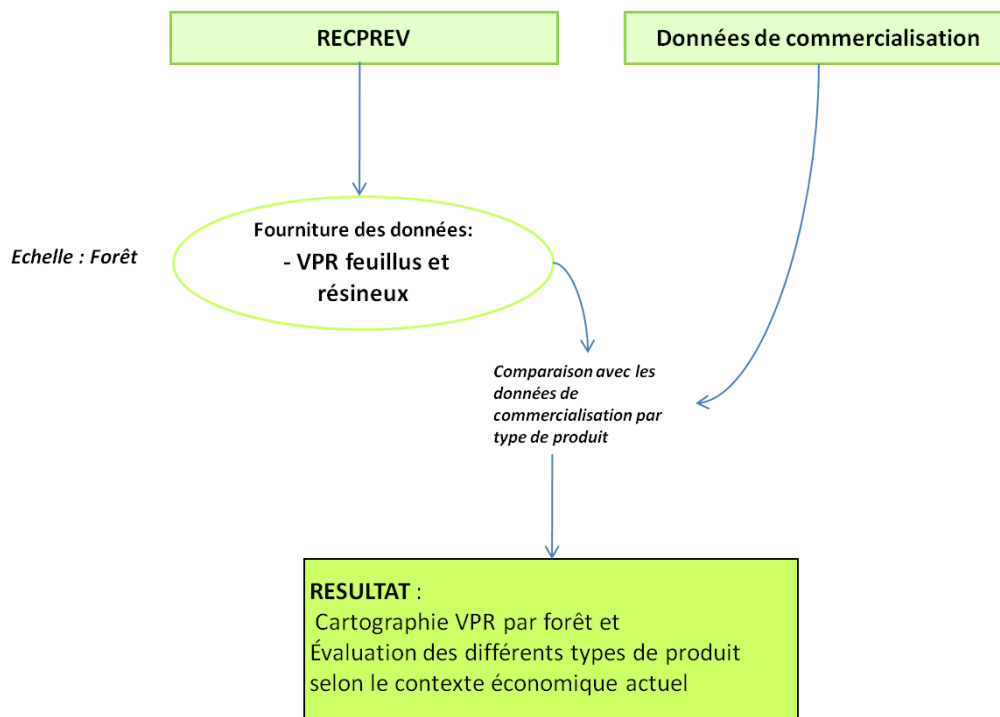 RECPREV
Données de commercialisation
Echelle : Forêt
Fourniture des données:
- VPR feuillus et
résineux
Comparaison avec les
données de
commercialisation par
type de produit
RESULTAT :
Cartographie VPR par forêt et
Évaluation des différents types de produit
selon le contexte économique actuel